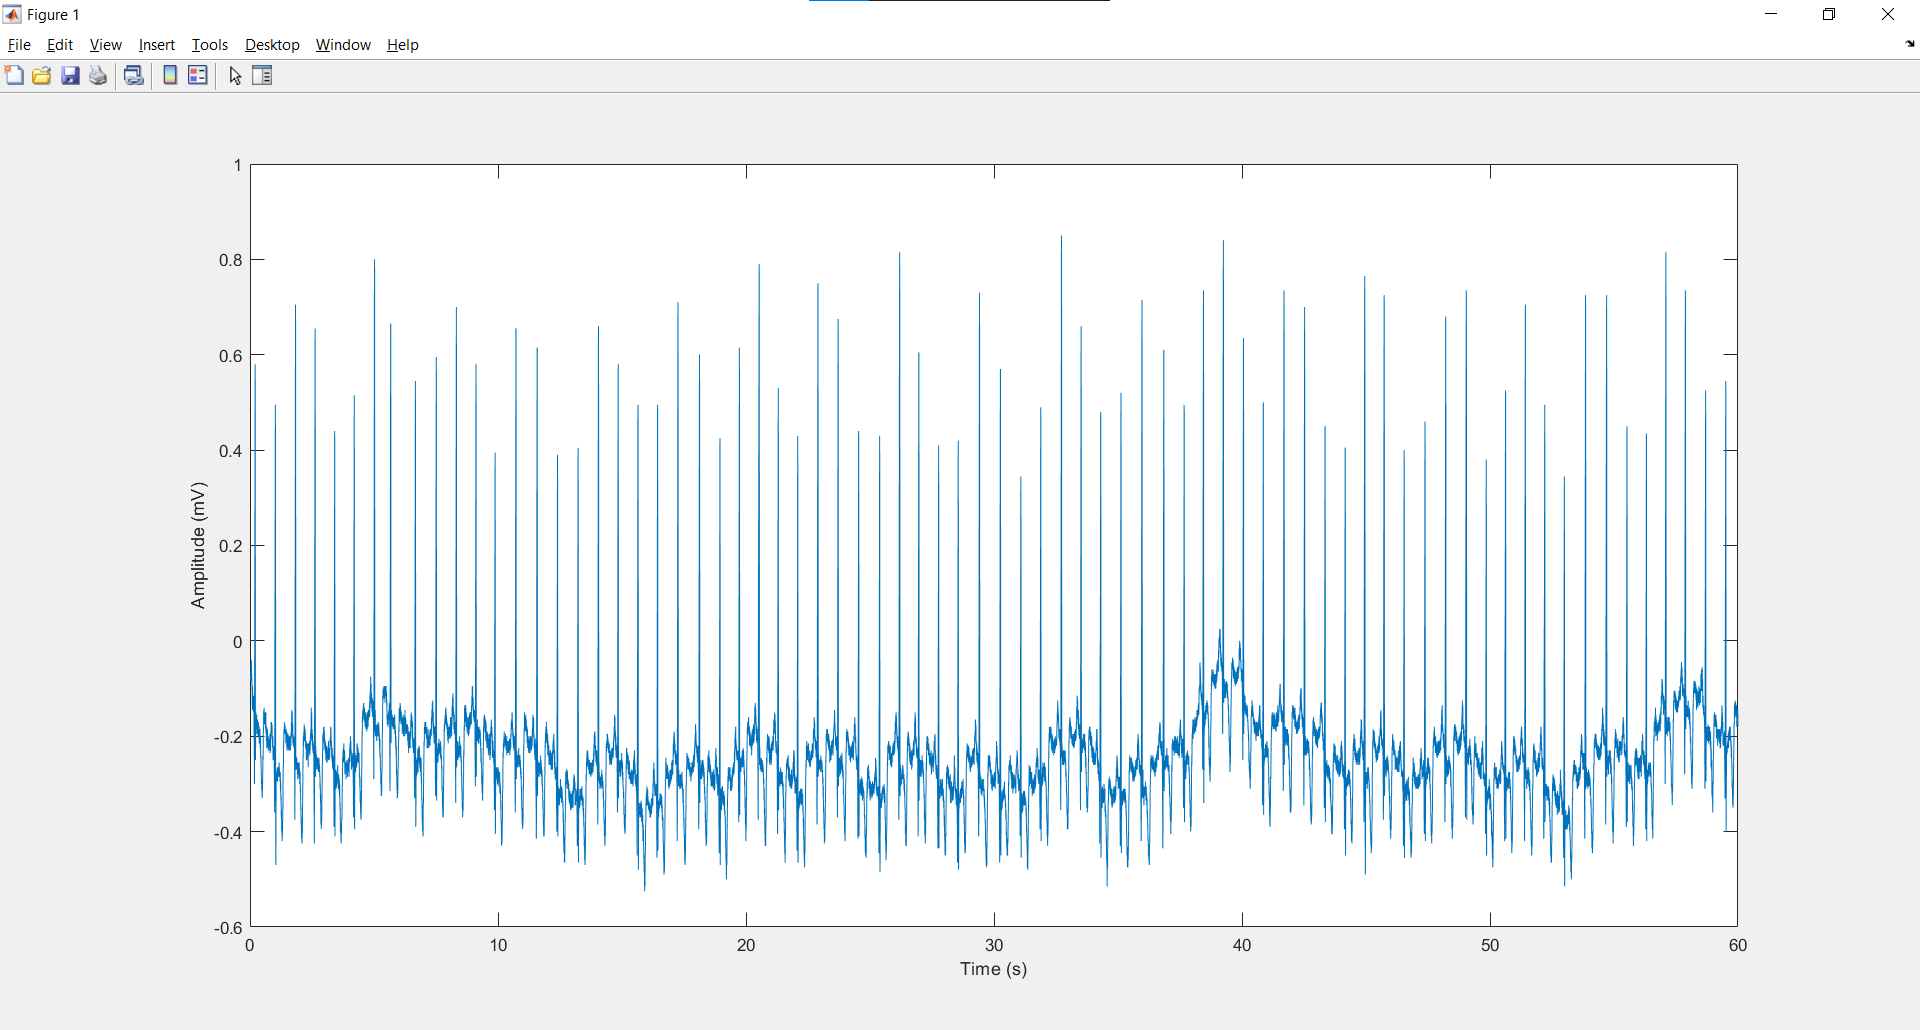 Figure 1
File Edit View Insert Tools Desktop Window Help
1
0.8
0.6
0.4
0.2
0
-0.2
-0.4
-0.6
Amplitude (mV)
0 10 20 30 40 50 60
Time (s)